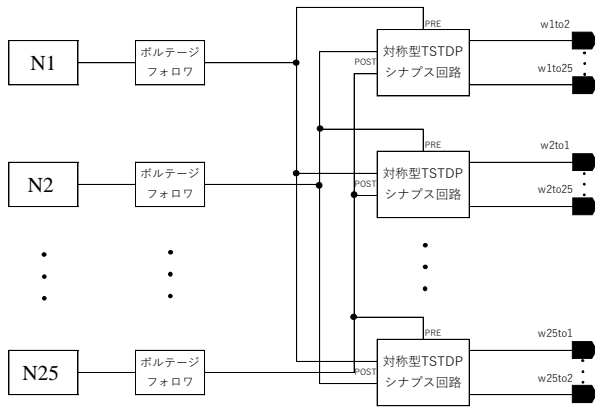 PRE
w1to2
N1
ボルテージ
フォロワ
POST
対称型TSTDP
シナプス回路
w1to25
PRE
w2to1
N2
ボルテージ
フォロワ
POST
対称型TSTDP
シナプス回路
w2to25
PRE
w25to1
N25
ボルテージ
フォロワ
POST
対称型TSTDP
シナプス回路
w25to2